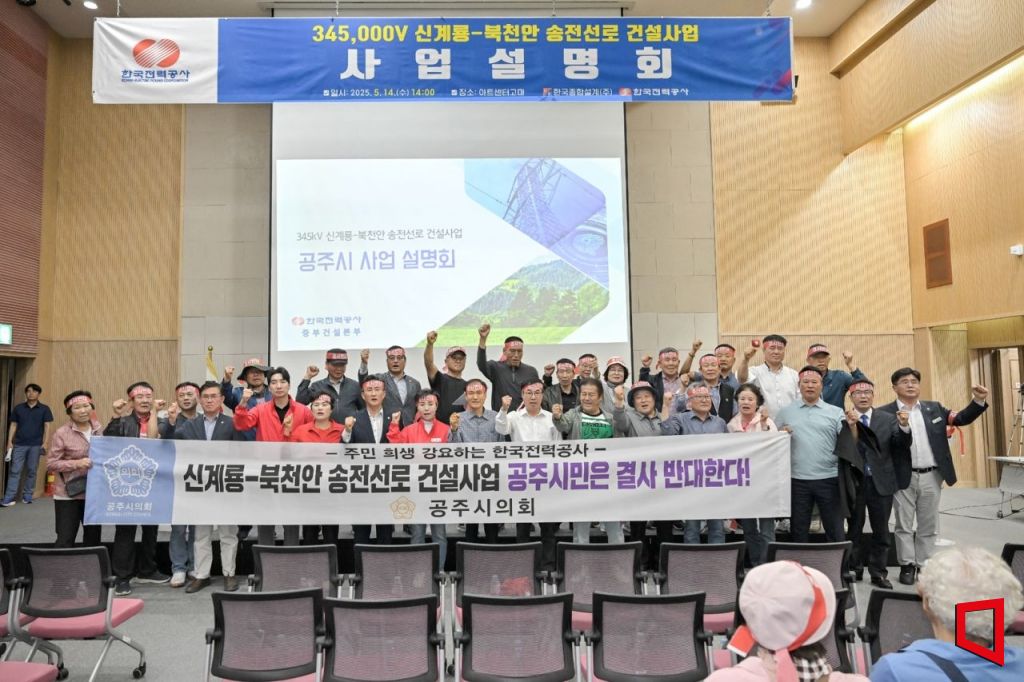 345,000V 신계룡-북천안 송전선로 건설사업
한국전력공사
사업설명회
일시: 2025. 5.14.(수) 14:00 장소: 아트센터고마 한국종합설계(주) 한국전력공사
345kV 신계룡-북천안 송전선로 건설사업
공주시 사업 설명회
한국전력공사
중부건설본부
- 주민 희생 강요하는 한국전력공사 -
신계룡-북천안 송전선로 건설사업 공주시민은 결사 반대한다!
공주시의회
공주시의회